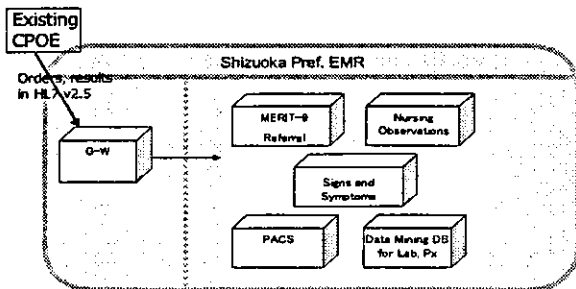 Existing
CPOE
Shizuoka Pref. EMR
Orders, results
in HL7 v2.5
G-W
MERIT-9
Referral
Nursing
Observations
Signs and
Symptoms
PACS
Data Mining DB
for Lab, Px